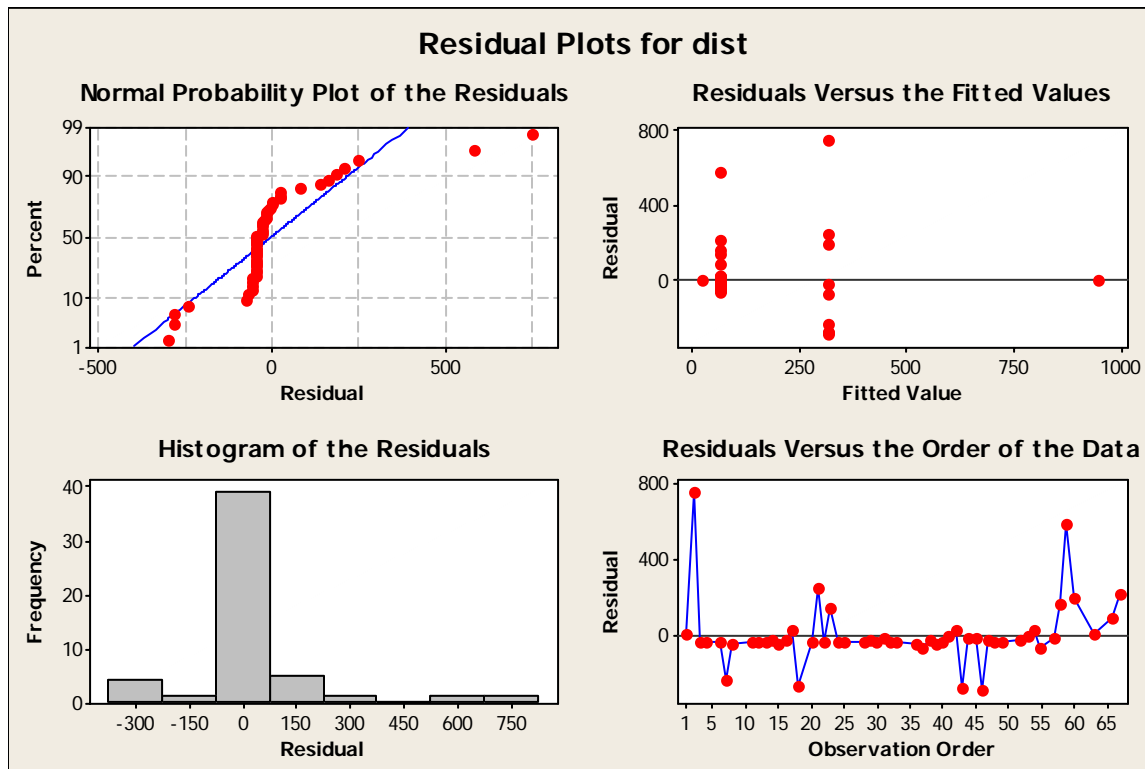 Residual Plots for dist
Normal Probability Plot of the Residuals
99
90
50
10
1
Percent
-500 0 500
Residual
Residuals Versus the Fitted Values
800
400
0
Residual
0 250 500 750 1000
Fitted Value
Histogram of the Residuals
40
30
20
10
0
Frequency
-300 -150 0 150 300 450 600 750
Residual
Residuals Versus the Order of the Data
800
400
0
Residual
1 5 10 15 20 25 30 35 40 45 50 55 60 65
Observation Order